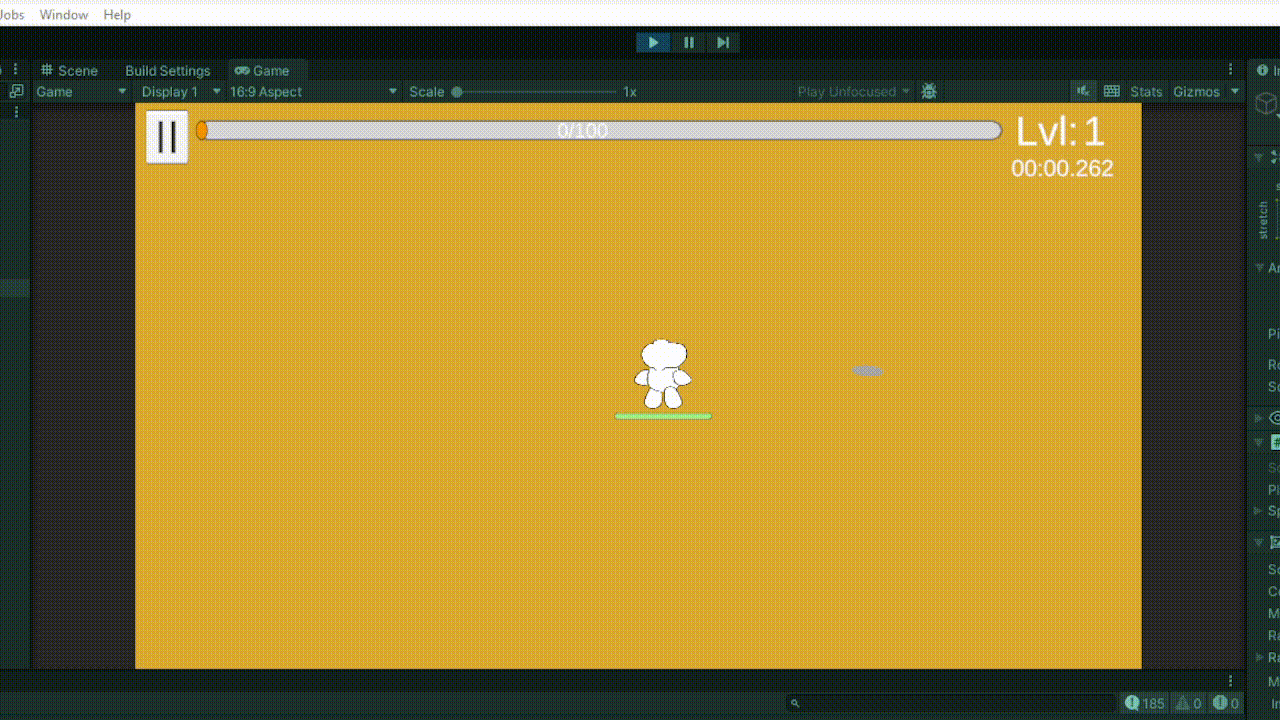 Jobs Window Help
Scene Build Settings Game
Game Display 1 16:9 Aspect Scale 1x Play Unfocused Stats Gizmos
0/100
Lvl: 1
00:00.262
stretch
185 0 0